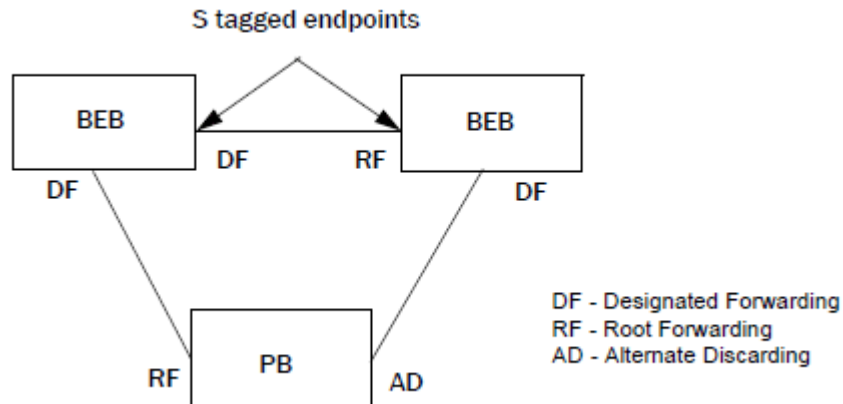 S tagged endpoints
BEB
BEB
DF
RF
DF
DF
DF - Designated Forwarding
RF - Root Forwarding
AD - Alternate Discarding
RF
PB
AD